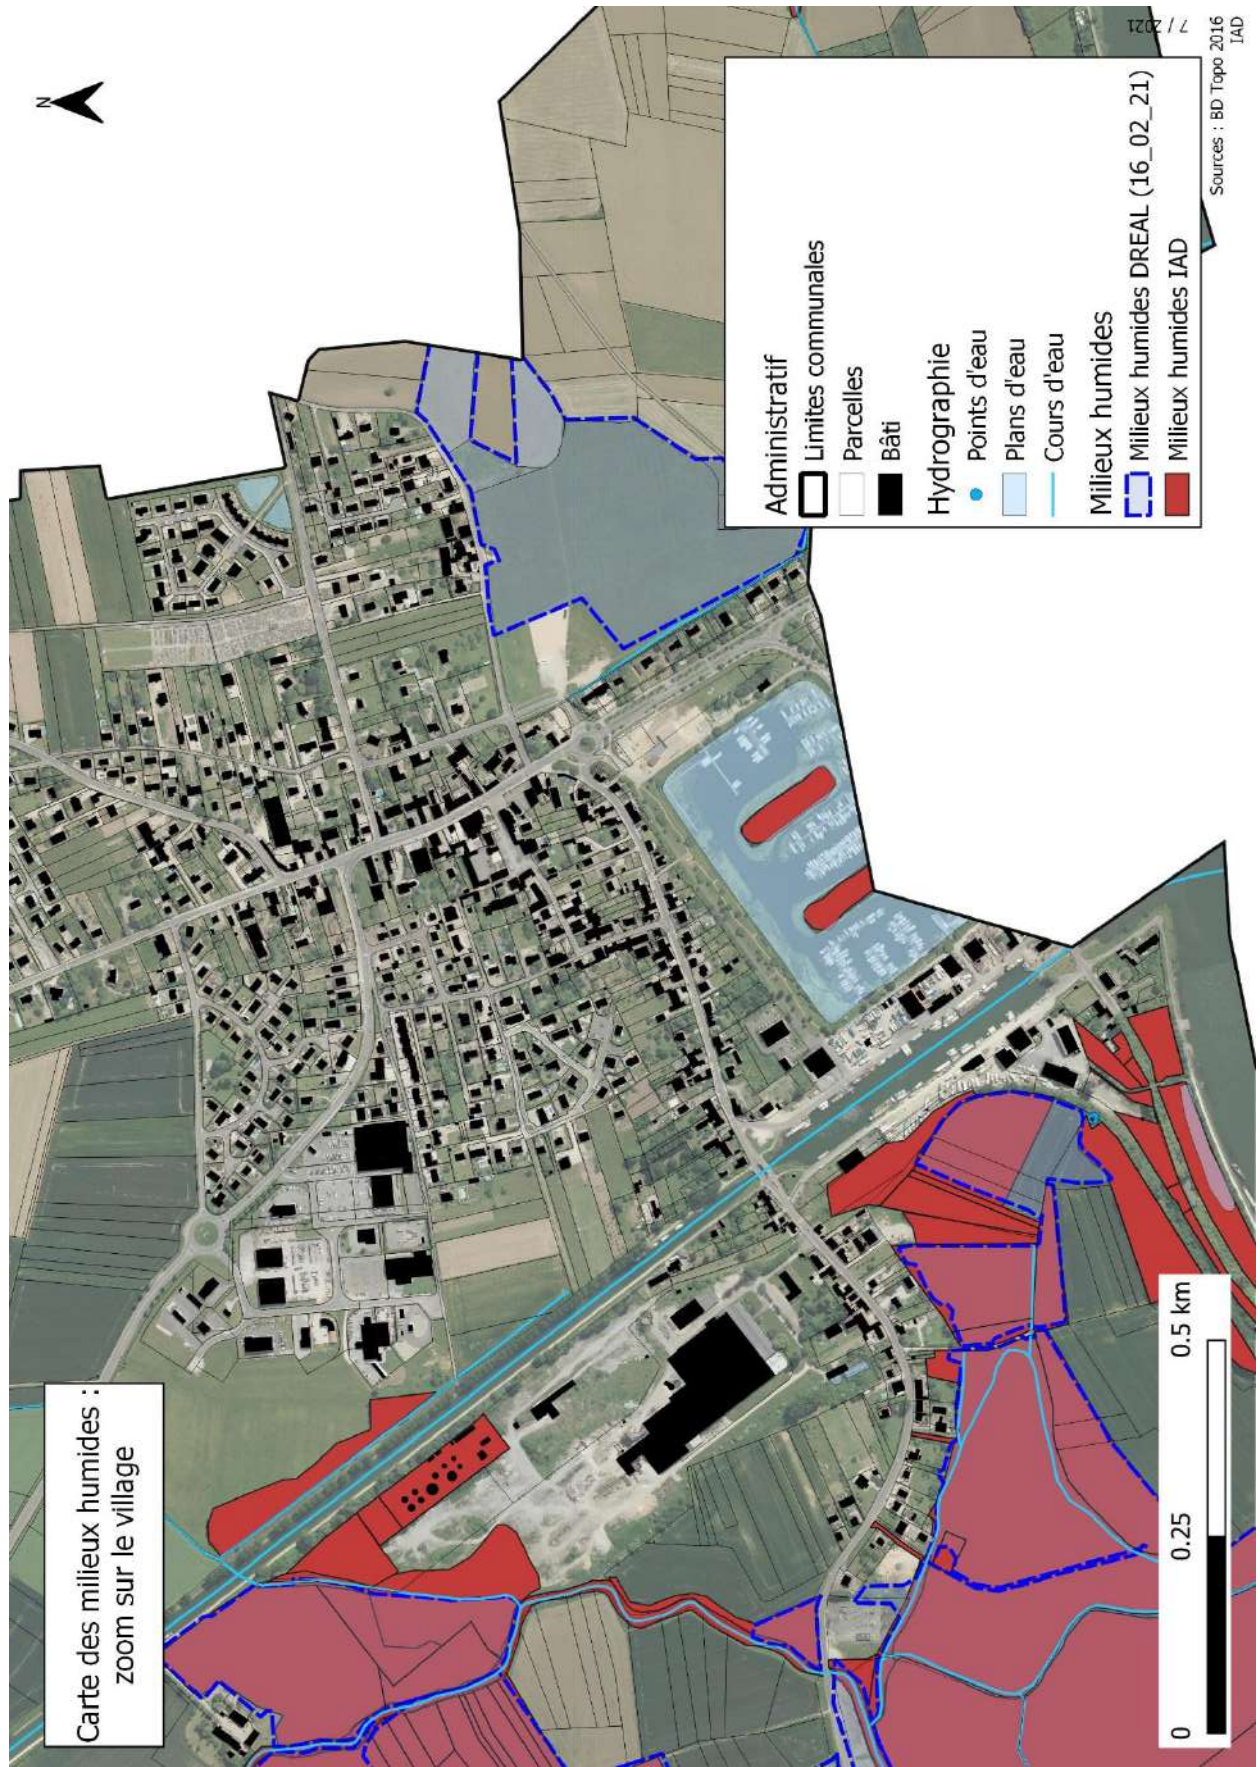 Carte des milieux humides :
zoom sur le village
N
Administratif
Limites communales
Parcelles
Bâti
Hydrographie
Points d'eau
Plans d'eau
Cours d'eau
Milieux humides
Milieux humides DREAL (16_02_21)
Milieux humides IAD
0
0.25
0.5 km
7 / 2021
Sources : BD Topo 2016
IAD